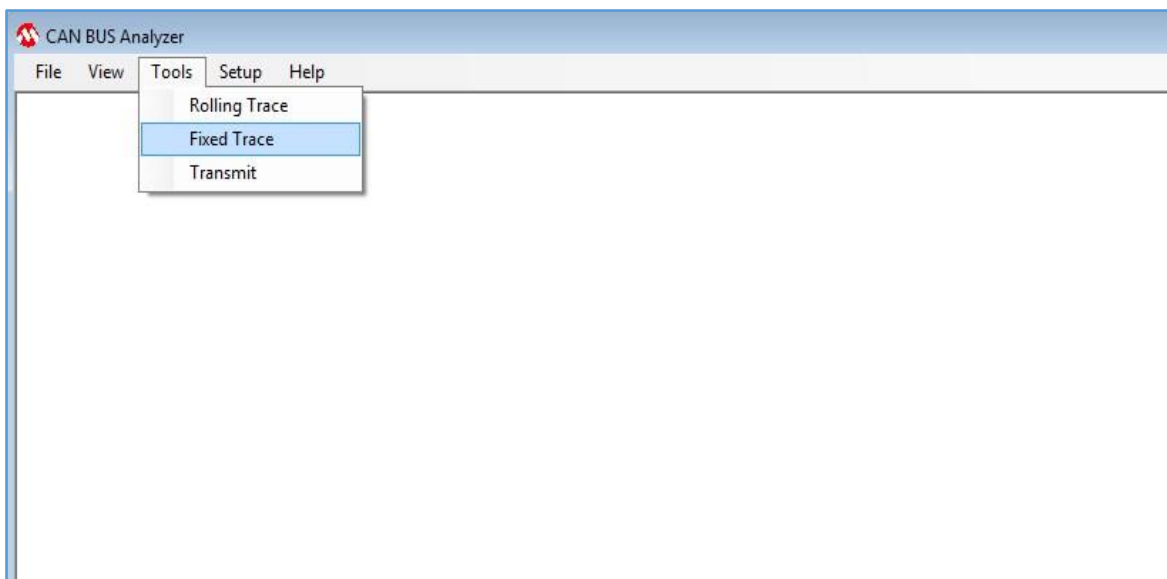 CAN BUS Analyzer
File View Tools Setup Help
Rolling Trace
Fixed Trace
Transmit